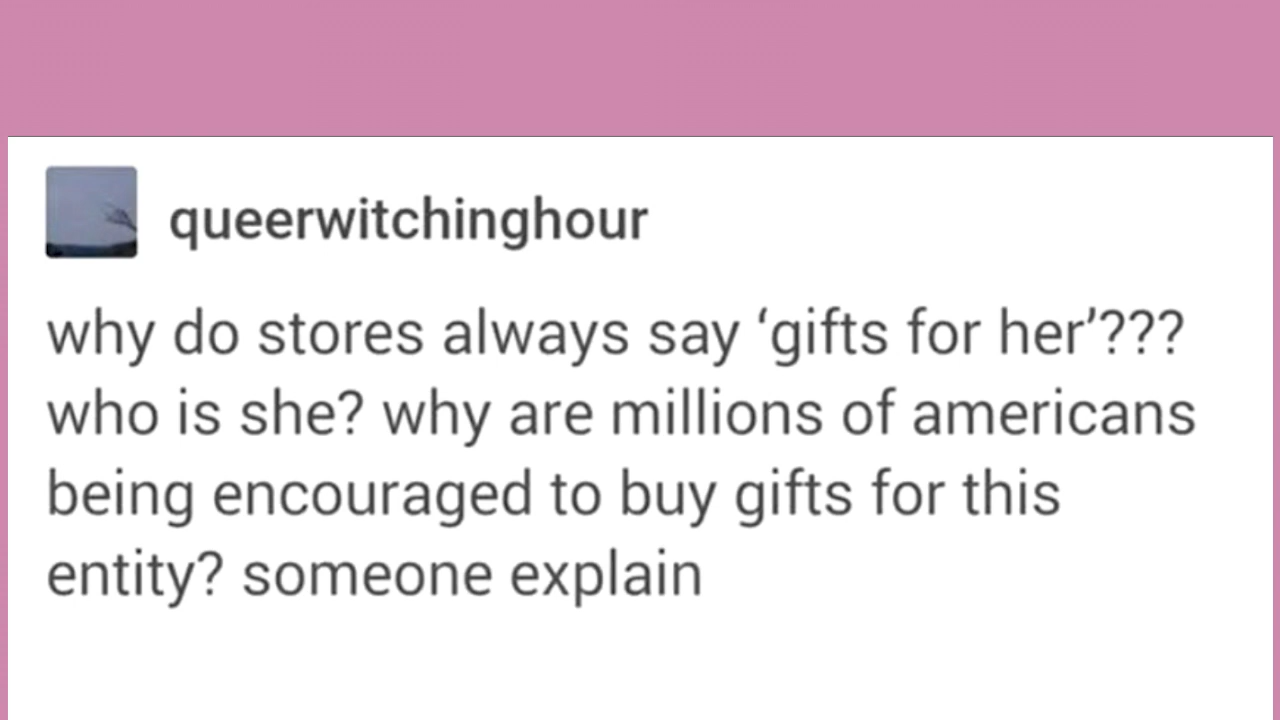 queerwitchinghour
why do stores always say ‘gifts for her’???
who is she? why are millions of americans
being encouraged to buy gifts for this
entity? someone explain